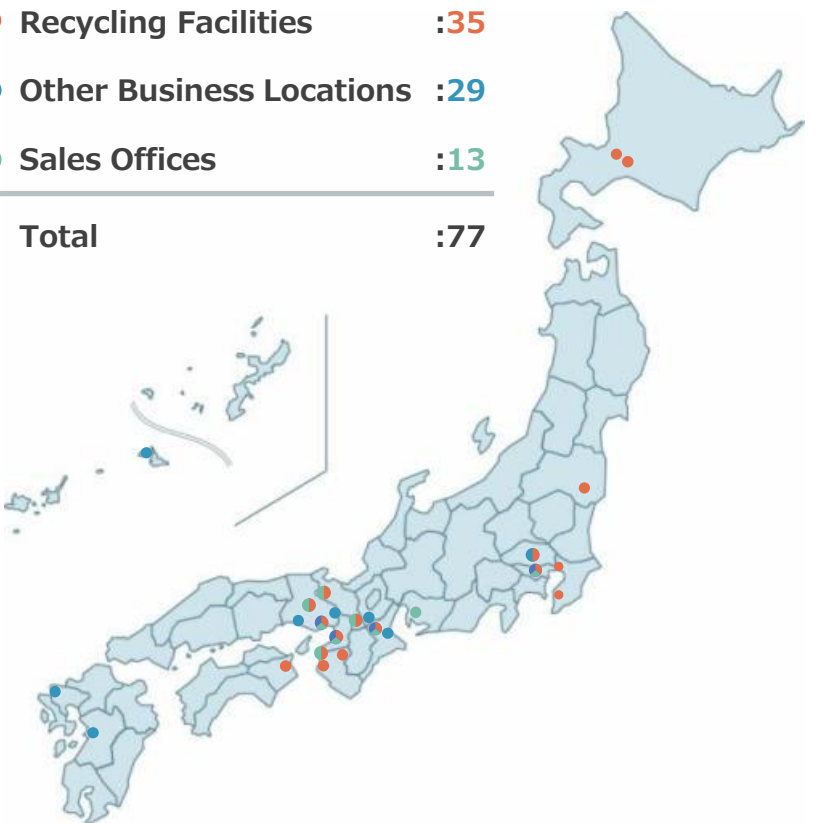 Recycling Facilities :35
Other Business Locations :29
Sales Offices :13
Total :77